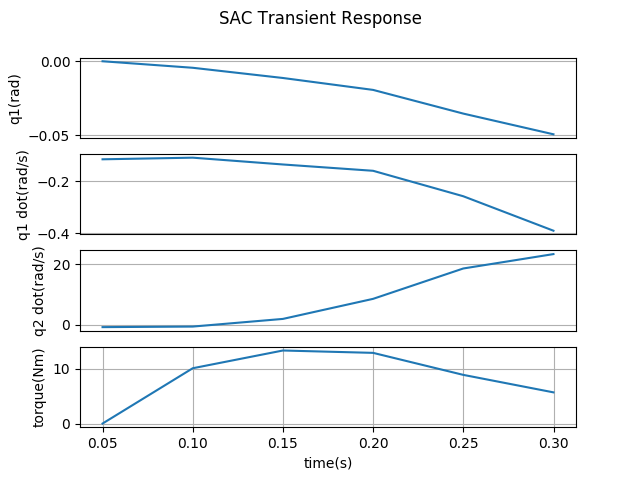 SAC Transient Response
q1(rad)
0.00
−0.05
q1 dot(rad/s)
−0.2
−0.4
q2 dot(rad/s)
20
0
torque(Nm)
10
0
0.05 0.10 0.15 0.20 0.25 0.30
time(s)